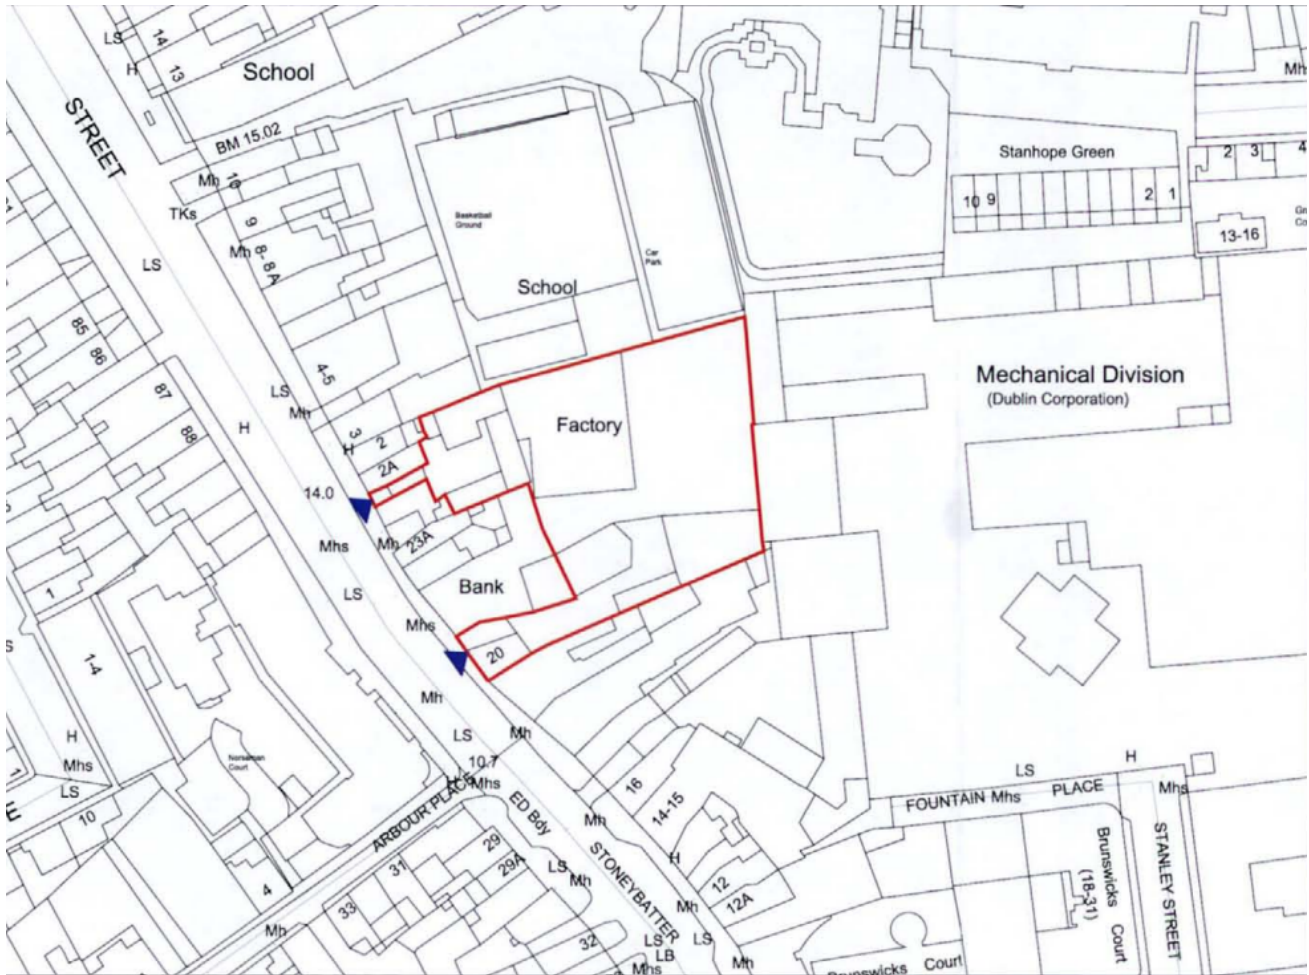 LS
14
H
13
School
STREET
BM 15.02
Mh
10
TKs
9
Mh
8- 8A
LS
Basketball
Ground
Car
Park
School
Stanhope Green
10
9
2
1
2
3
4
13-16
Mechanical Division
(Dublin Corporation)
85
86
87
88
4-5
LS
Mh
3
H
2
2A
H
14.0
Factory
Mhs
Mh
23A
LS
Bank
Mhs
20
1
1-4
Mh
LS
Mh
10.7
Mhs
H
Mhs
LS
1
10
Norseman
Court
ARBOUR PLACE
ED Bdy
STONEYBATTER
16
14-15
Mh
H
12
12A
Mh
LS
Mh
29
29A
31
33
4
Mh
LS
Mh
32
LS
LB
Mhs
LS
H
FOUNTAIN
Mhs
PLACE
Mhs
Brunswicks
(18-31)
Court
STANLEY STREET
Brunswicks Court